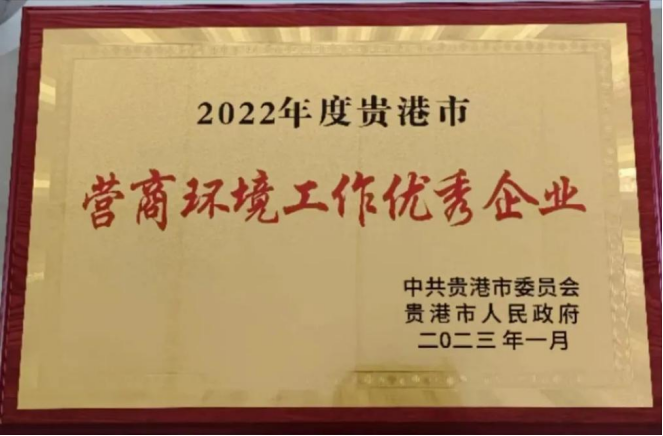 2022年度贵港市
营商环境工作优秀企业
中共贵港市委员会
贵港市人民政府
二〇二三年一月